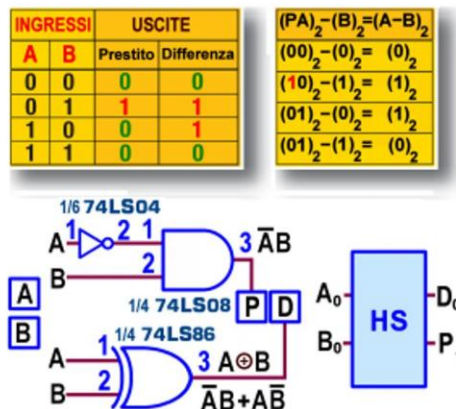 INGRESSI USCITE
A B Prestito Differenza
0 0 0 0
0 1 1 1
1 0 0 1
1 1 0 0
(PA)₂-(B)₂=(A-B)₂
(00)₂-(0)₂= (0)₂
(10)₂-(1)₂= (1)₂
(01)₂-(0)₂= (1)₂
(01)₂-(1)₂= (0)₂
1/6 74LS04
A 1 2 1
B 2
3 A̅B
A
B
1/4 74LS08 P D
1/4 74LS86
A 1
B 2
3 A⊕B
A̅B+AB̅
A₀ D₀
HS
B₀ P